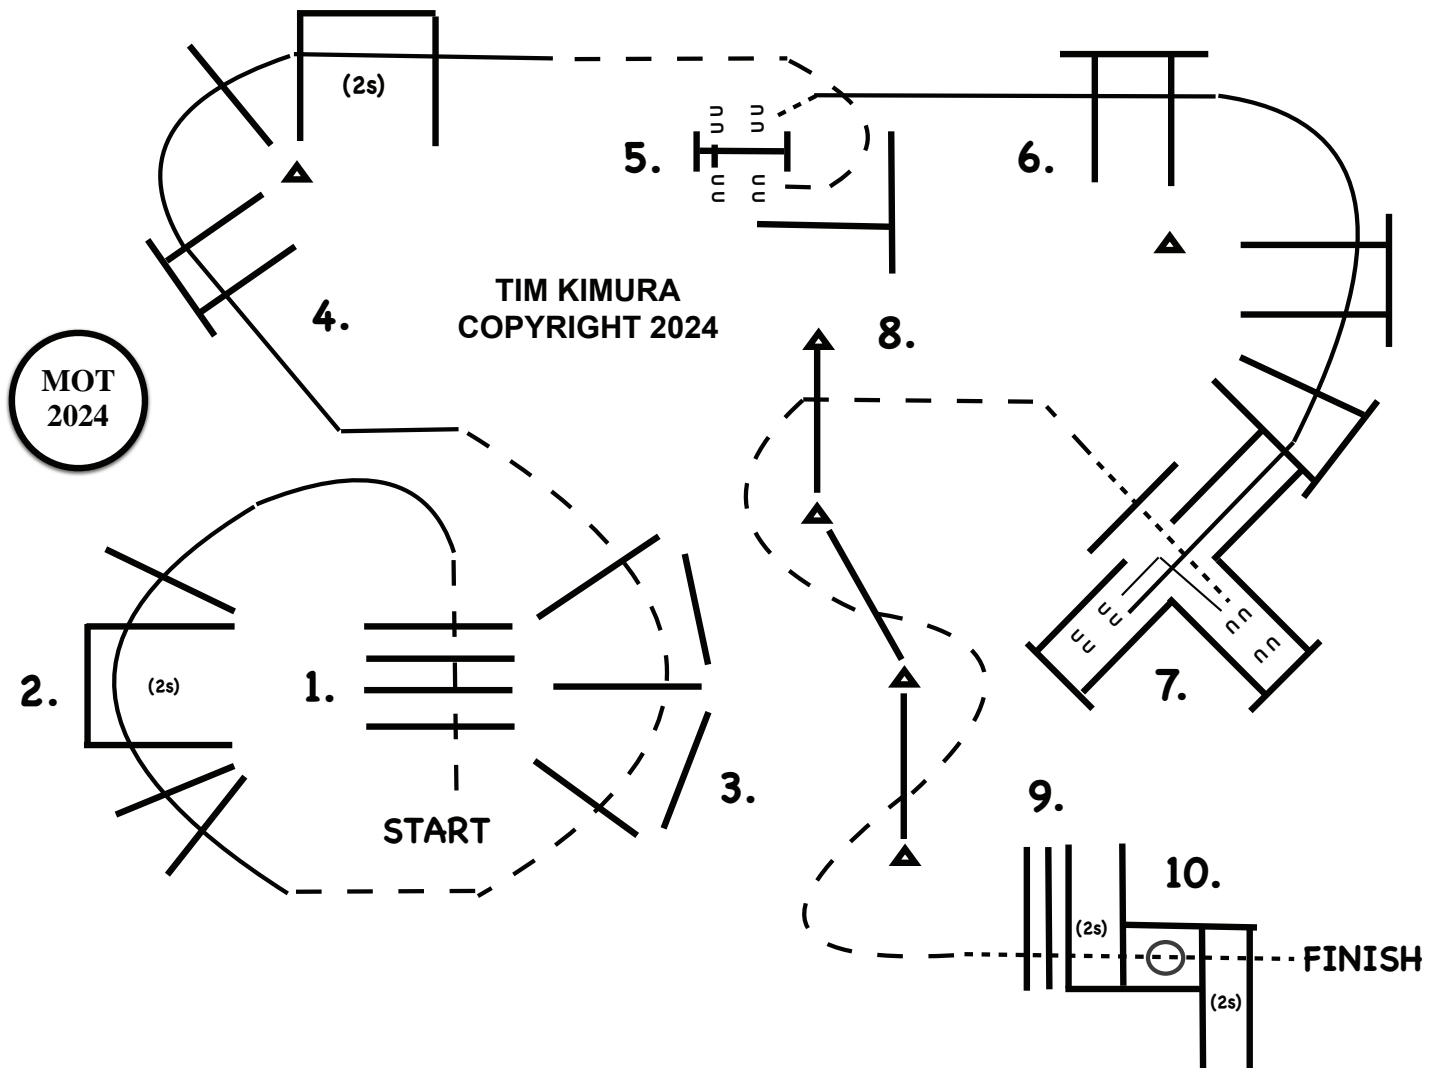 (2s)
5.
6.
TIM KIMURA
COPYRIGHT 2024
4.
8.
MOT
2024
2.
(2s)
1.
7.
3.
START
9.
10.
(2s)
FINISH
(2s)